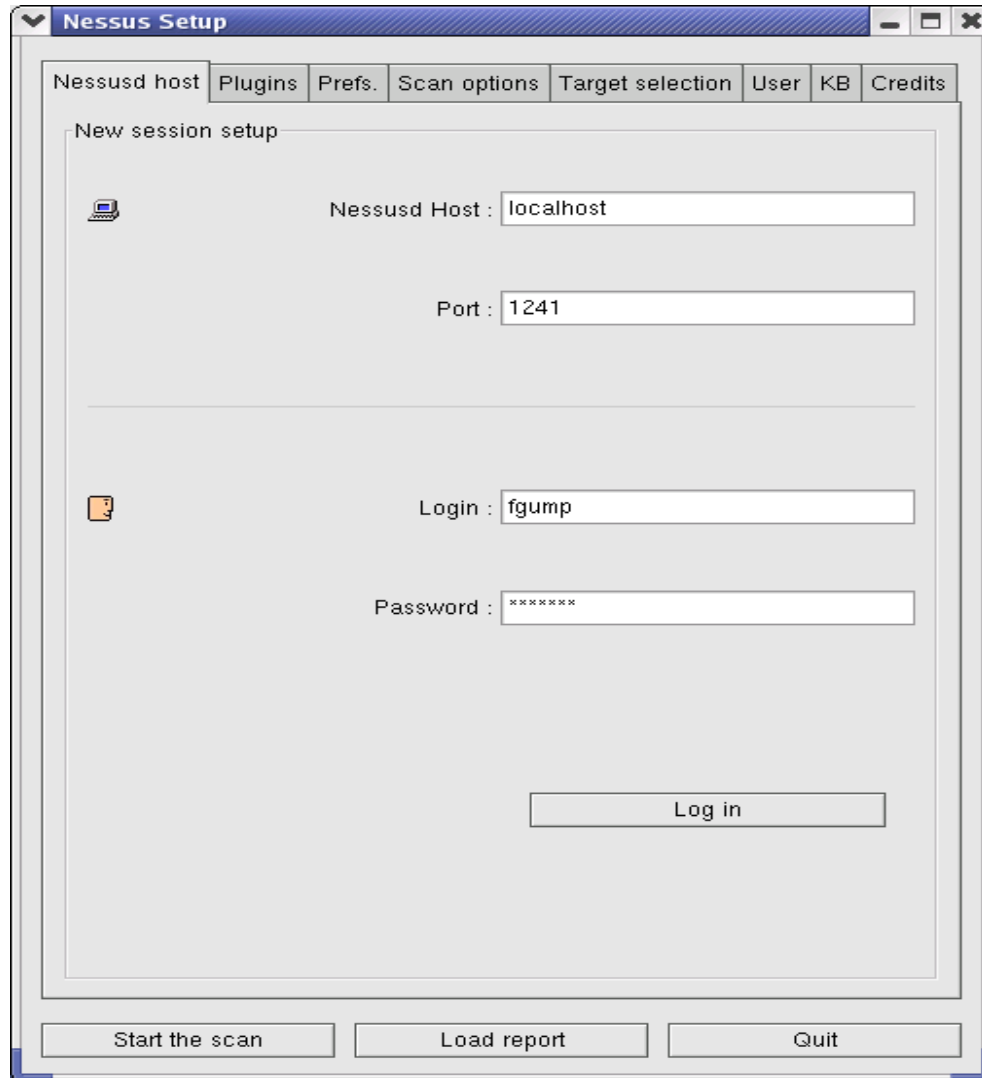 Nessus Setup
Nessusd host Plugins Prefs. Scan options Target selection User KB Credits
New session setup
Nessusd Host : localhost
Port : 1241
Login : fgump
Password : *******
Log in
Start the scan Load report Quit